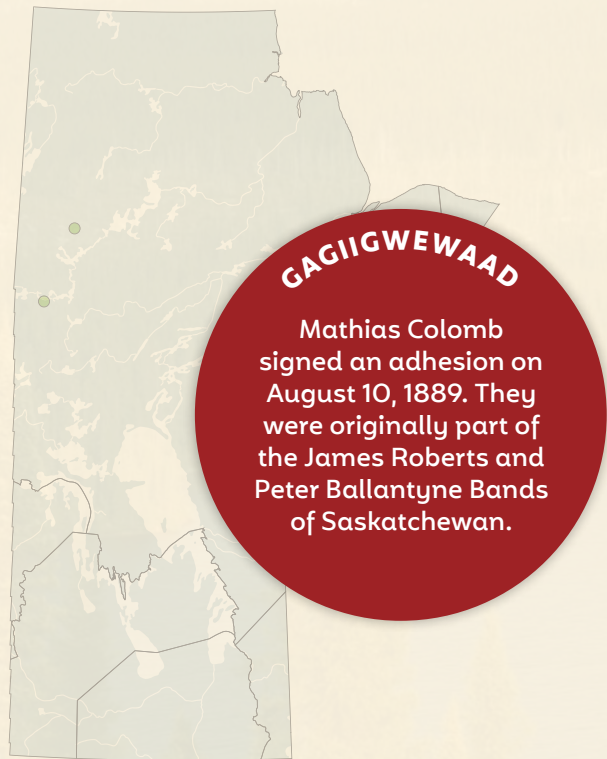 GAGIIGWEWAAD
Mathias Colomb
signed an adhesion on
August 10, 1889. They
were originally part of
the James Roberts and
Peter Ballantyne Bands
of Saskatchewan.